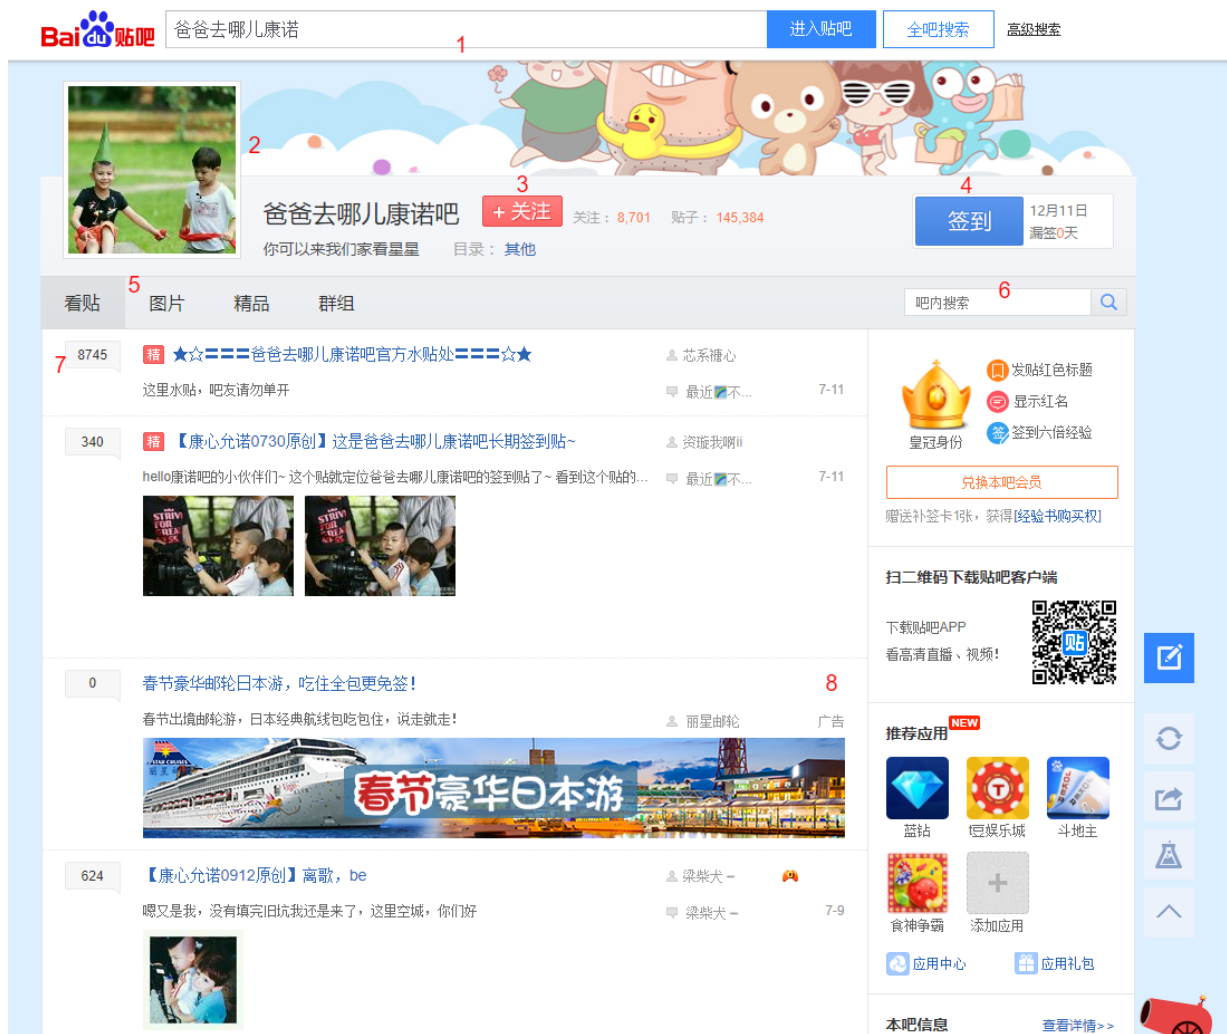 Bai du 贴吧 爸爸去哪儿康诺 进入贴吧 全吧搜索 高级搜索
1
2
3
4
爸爸去哪儿康诺吧 + 关注 关注：8,701 贴子：145,384
签到 12月11日
漏签0天
你可以来我们家看星星 目录：其他
5
看贴 图片 精品 群组
6
吧内搜索
7
8745 精 ★☆〓〓〓爸爸去哪儿康诺吧官方水贴处〓〓〓☆★ 芯系禟心
这里水贴，吧友请勿单开 最近不... 7-11
340 精 【康心允诺0730原创】这是爸爸去哪儿康诺吧长期签到贴~ 资璇我啊ii
hello康诺吧的小伙伴们~ 这个贴就定位爸爸去哪儿康诺吧的签到贴了~ 看到这个贴的... 最近不... 7-11
STRIVE FOR GREATNESS
0 春节豪华邮轮日本游，吃住全包更免签！ 8
春节出境邮轮游，日本经典航线包吃包住，说走就走！ 丽星邮轮 广告
STAR CRUISES
丽星邮轮
春节豪华日本游
624 【康心允诺0912原创】离歌，be 梁柴犬－
嗯又是我，没有填完旧坑我还是来了，这里空城，你们好 梁柴犬－ 7-9
发贴红色标题
显示红名
签 签到六倍经验
皇冠身份
兑换本吧会员
赠送补签卡1张，获得[经验书购买权]
扫二维码下载贴吧客户端
下载贴吧APP
看高清直播、视频！
贴
推荐应用 NEW
蓝钻 t豆娱乐城 斗地主
食神争霸 添加应用
应用中心 应用礼包
本吧信息 查看详情>>